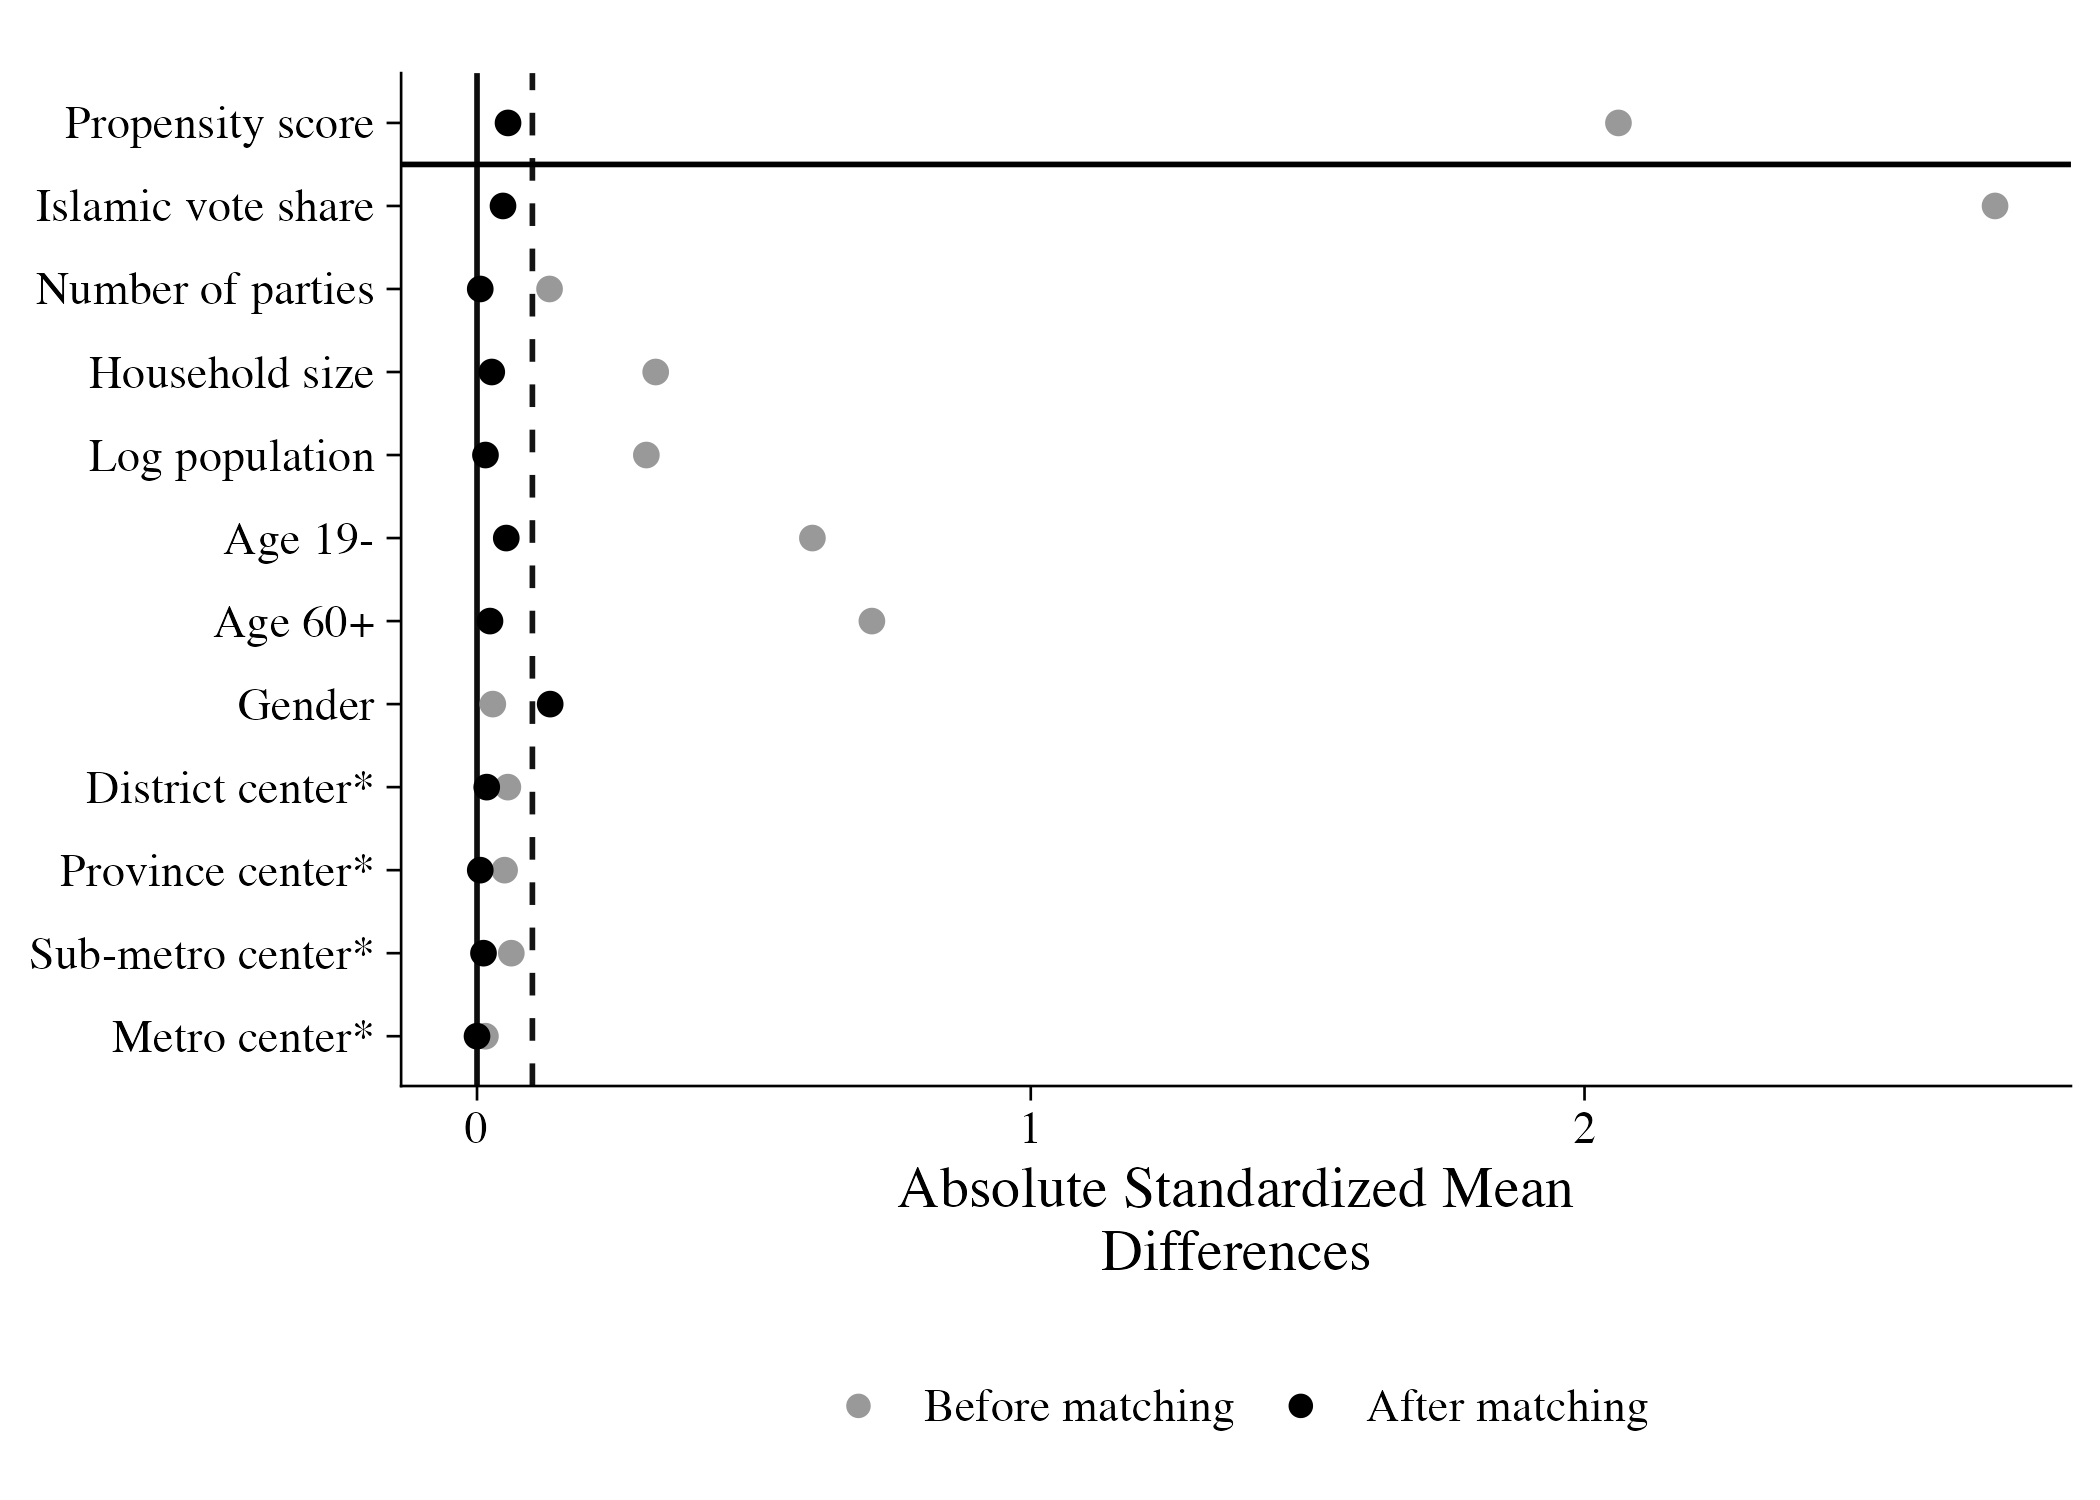 Propensity score
Islamic vote share
Number of parties
Household size
Log population
Age 19-
Age 60+
Gender
District center*
Province center*
Sub-metro center*
Metro center*
0 1 2
Absolute Standardized Mean
Differences
Before matching After matching